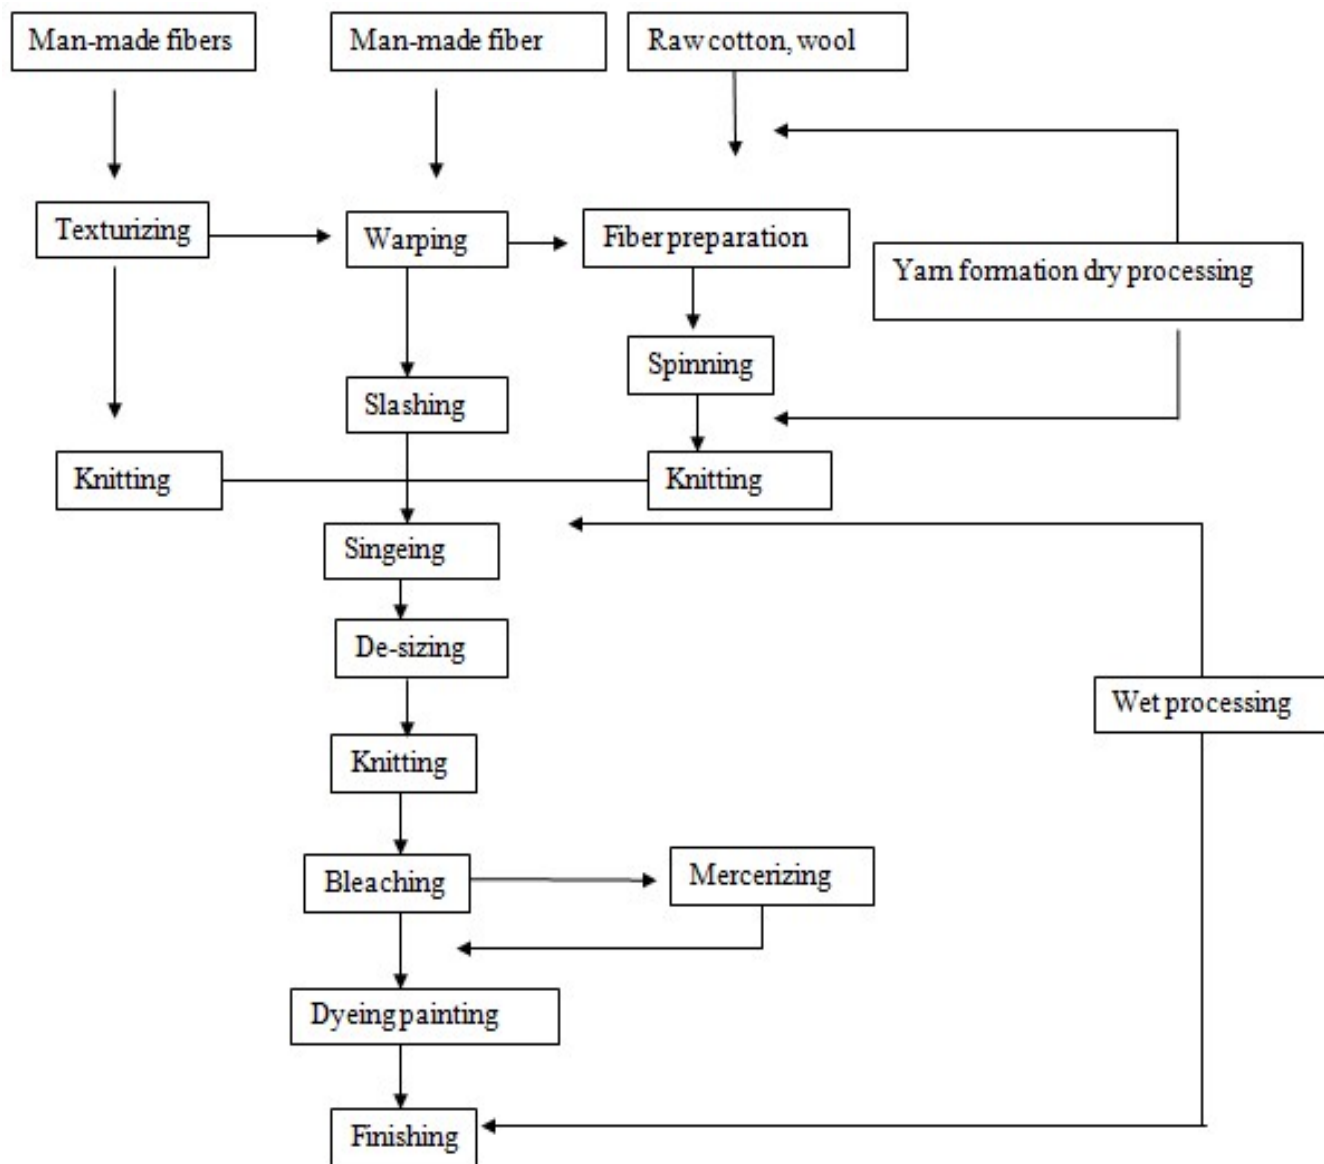 Man-made fibers
Man-made fiber
Raw cotton, wool
Texturizing
Warping
Fiber preparation
Yarn formation dry processing
Spinning
Slashing
Knitting
Knitting
Singeing
De-sizing
Wet processing
Knitting
Bleaching
Mercerizing
Dyeing painting
Finishing